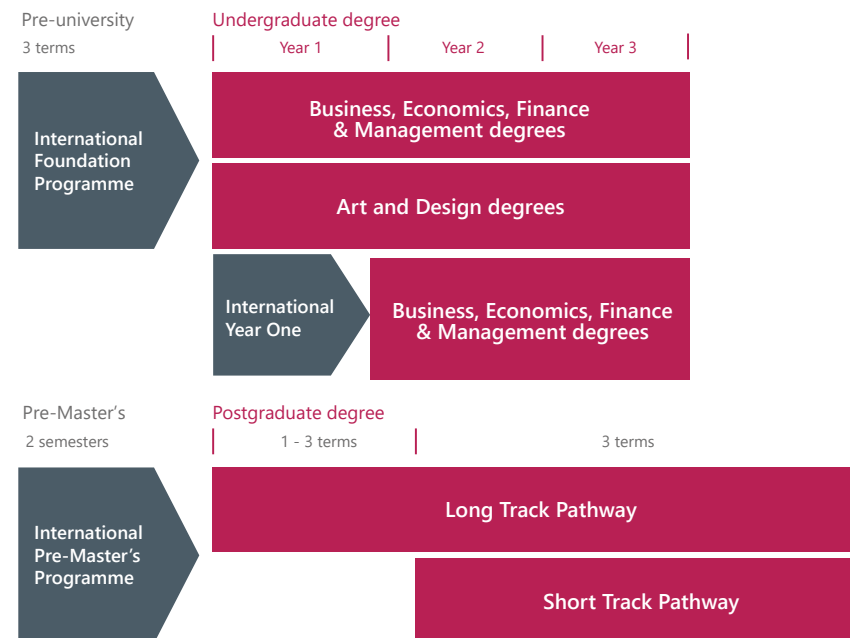 Pre-university
Undergraduate degree
3 terms
Year 1
Year 2
Year 3
International
Foundation
Programme
Business, Economics, Finance
& Management degrees
Art and Design degrees
International
Year One
Business, Economics, Finance
& Management degrees
Pre-Master's
Postgraduate degree
2 semesters
1 - 3 terms
3 terms
International
Pre-Master's
Programme
Long Track Pathway
Short Track Pathway